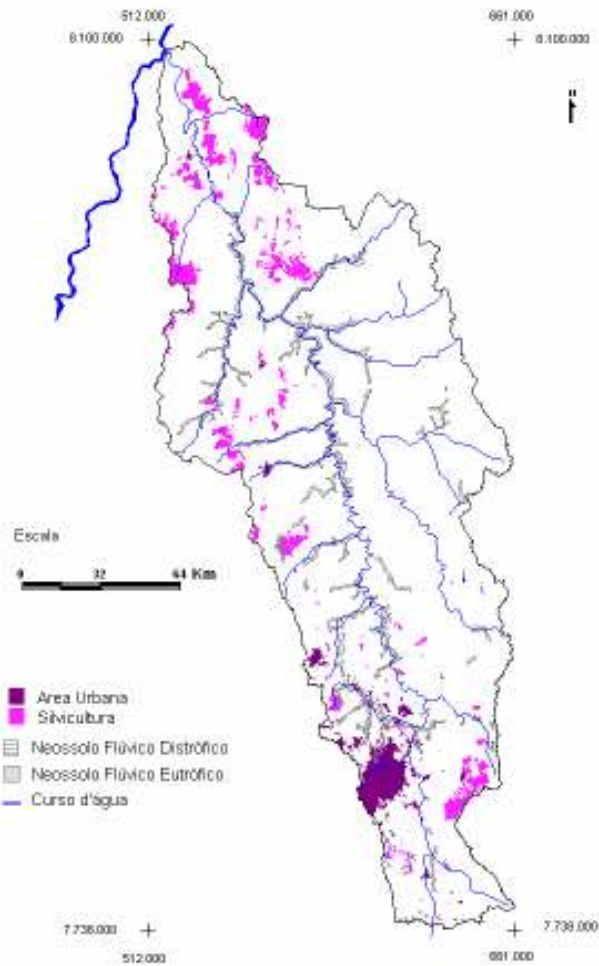 512.000 661.000
8.100.000 8.100.000
Escala
0 32 64 Km
Area Urbana
Silvicultura
Neossolo Flúvico Distrófico
Neossolo Flúvico Eutrófico
Curso d'água
7.738.000 7.738.000
512.000 661.000